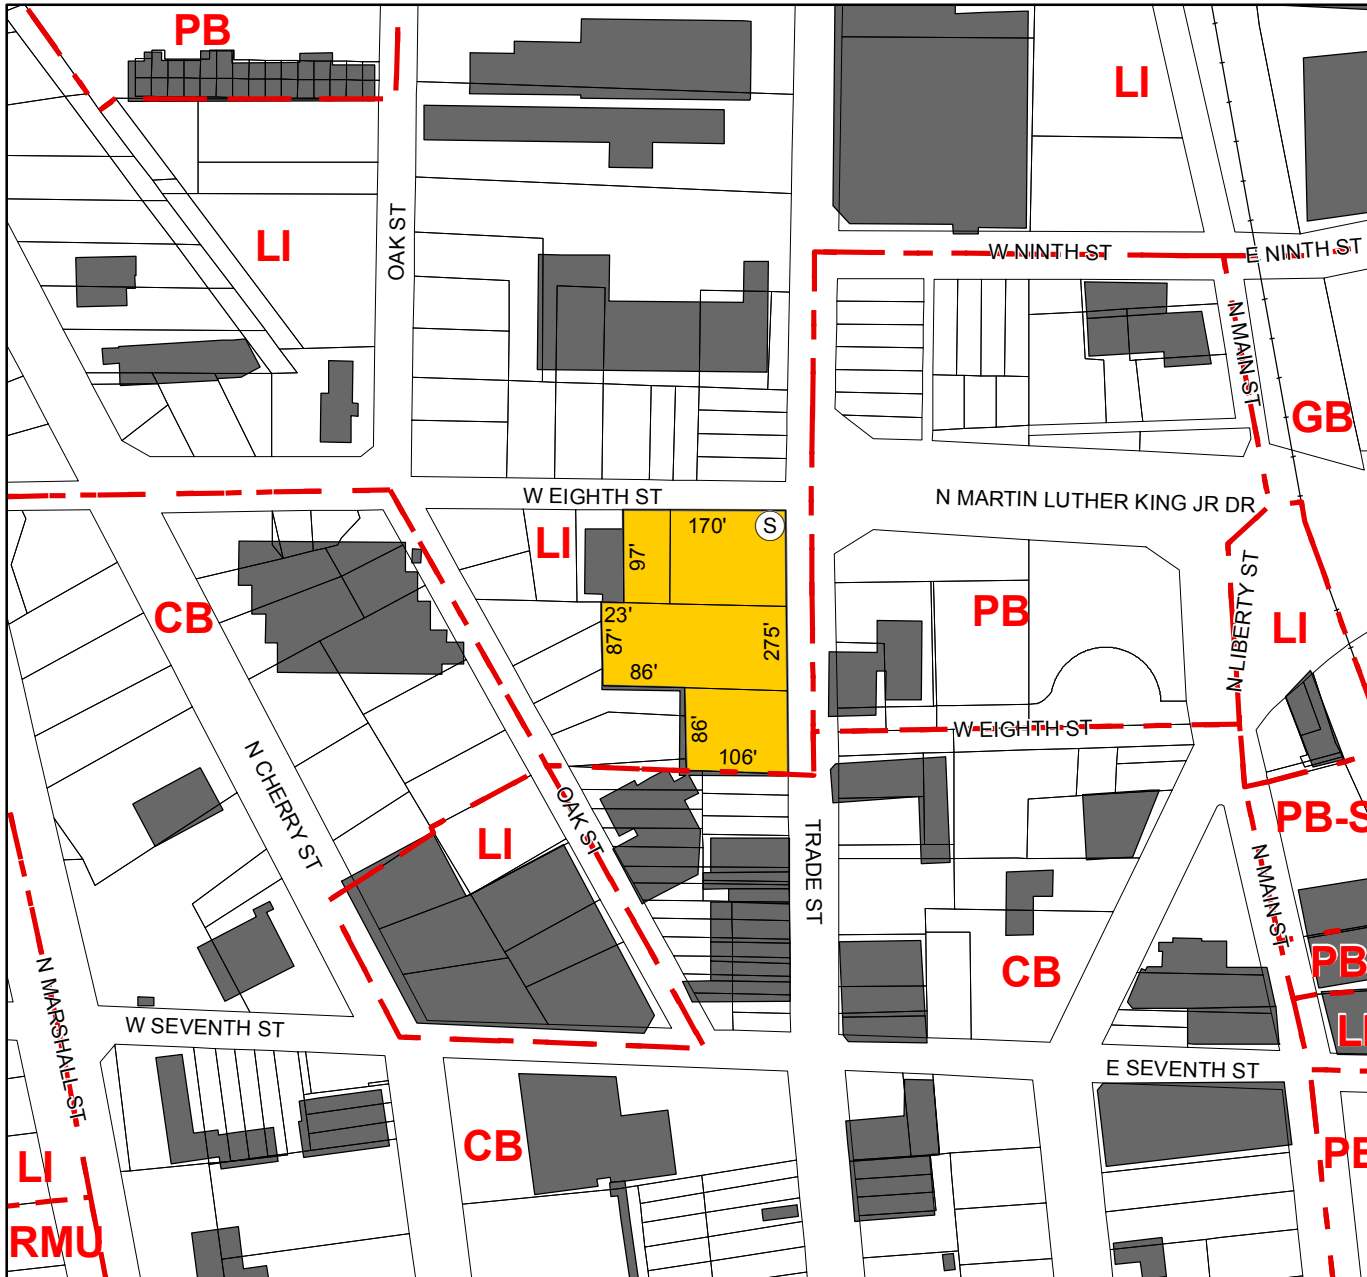 PB
LI
OAK ST
LI
W NINTH ST
E NINTH ST
N MAIN ST
GB
W EIGHTH ST
N MARTIN LUTHER KING JR DR
LI
170'
S
97'
CB
23'
87'
275'
86'
PB
N LIBERTY ST
LI
86'
106'
W EIGHTH ST
N CHERRY ST
OAK ST
LI
TRADE ST
PB-S
N MAIN ST
CB
PB
LI
N MARSHALL ST
W SEVENTH ST
E SEVENTH ST
CB
LI
PB
RMU